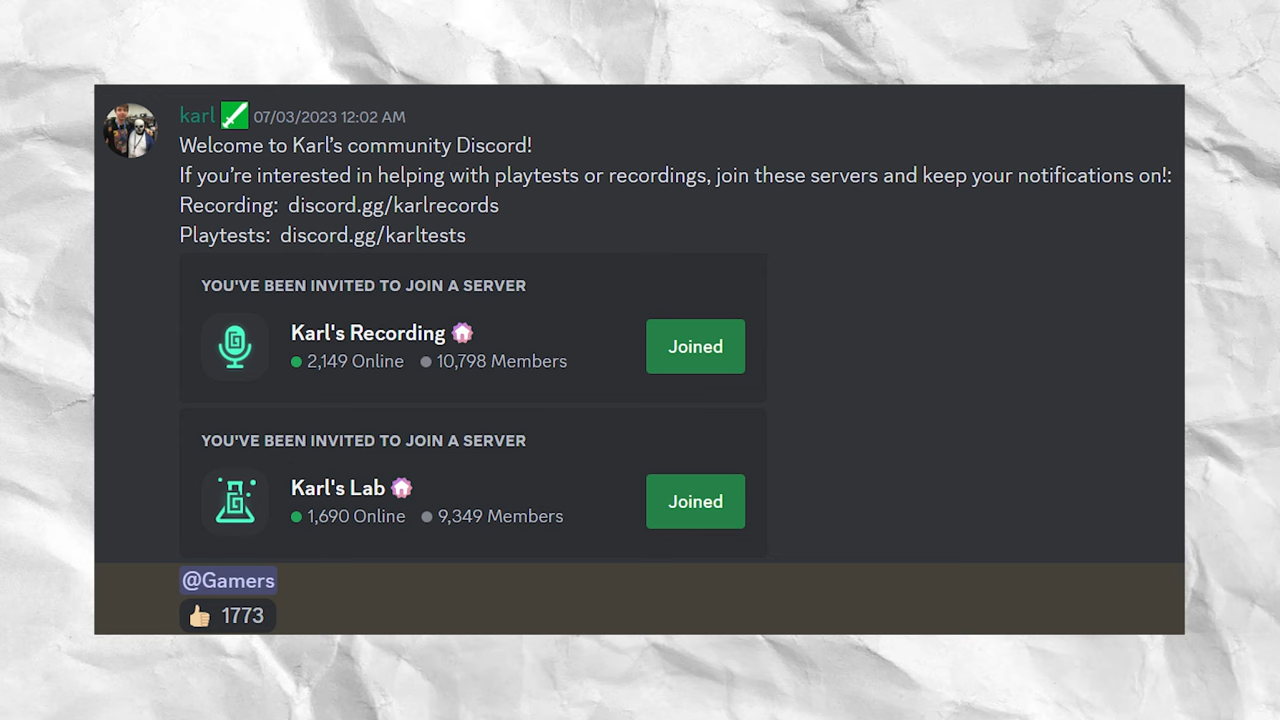 karl 07/03/2023 12:02 AM
Welcome to Karl’s community Discord!
If you’re interested in helping with playtests or recordings, join these servers and keep your notifications on!:
Recording: discord.gg/karlrecords
Playtests: discord.gg/karltests
YOU'VE BEEN INVITED TO JOIN A SERVER
Karl's Recording
2,149 Online 10,798 Members
Joined
YOU'VE BEEN INVITED TO JOIN A SERVER
Karl's Lab
1,690 Online 9,349 Members
Joined
@Gamers
👍🏼 1773